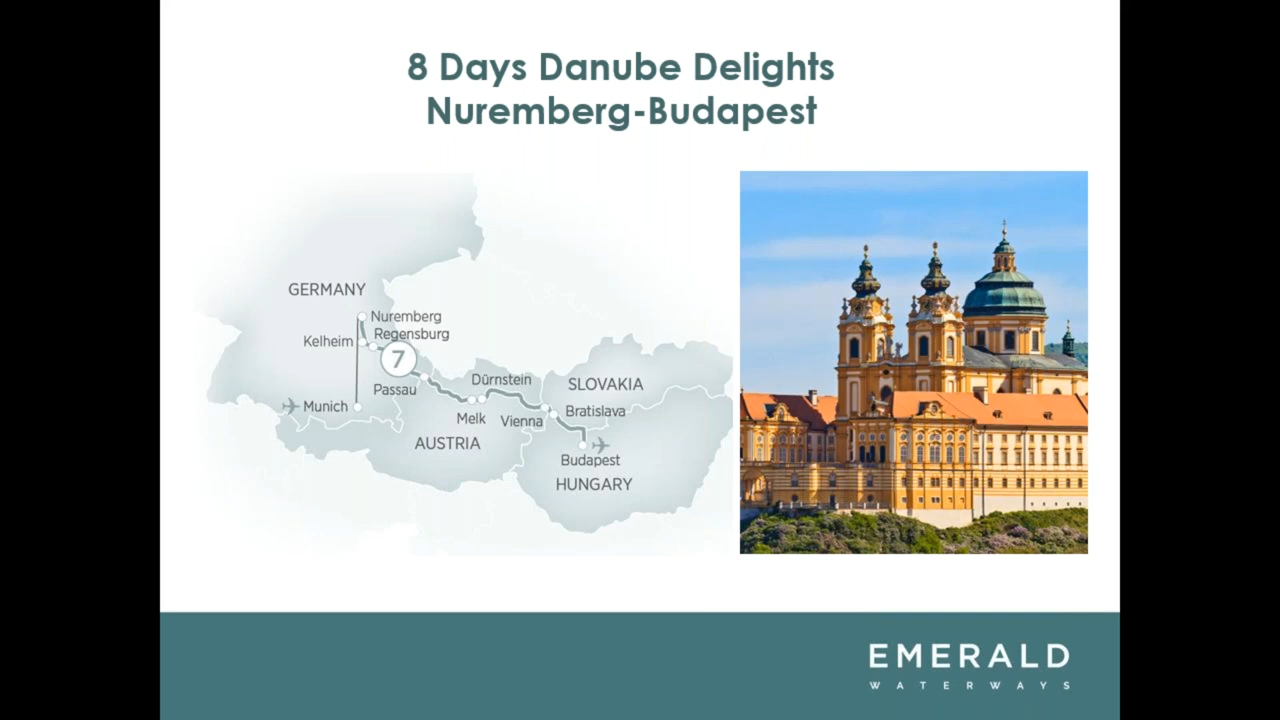 8 Days Danube Delights
Nuremberg-Budapest
GERMANY
Nuremberg
Regensburg
Kelheim
7
Passau
Munich
Dürnstein
SLOVAKIA
Melk
Vienna
Bratislava
AUSTRIA
Budapest
HUNGARY
EMERALD
WATERWAYS